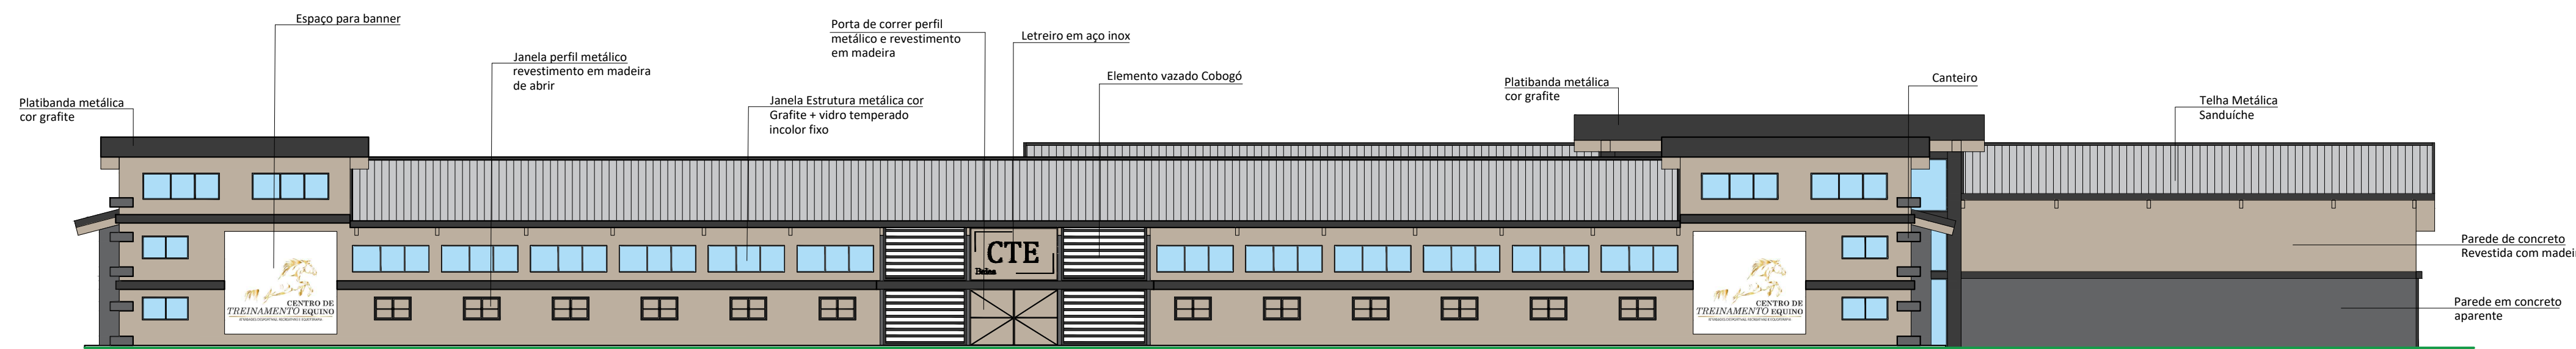 Espaço para banner
Porta de correr perfil
metálico e revestimento
em madeira
Letreiro em aço inox
Janela perfil metálico
revestimento em madeira
de abrir
Elemento vazado Cobogó
Platibanda metálica
cor grafite
Canteiro
Platibanda metálica
cor grafite
Janela Estrutura metálica cor
Grafite + vidro temperado
incolor fixo
Telha Metálica
Sanduíche
CTE
CENTRO DE
TREINAMENTO EQUINO
CENTRO DE
TREINAMENTO EQUINO
Parede de concreto
Revestida com madei
Parede em concreto
aparente